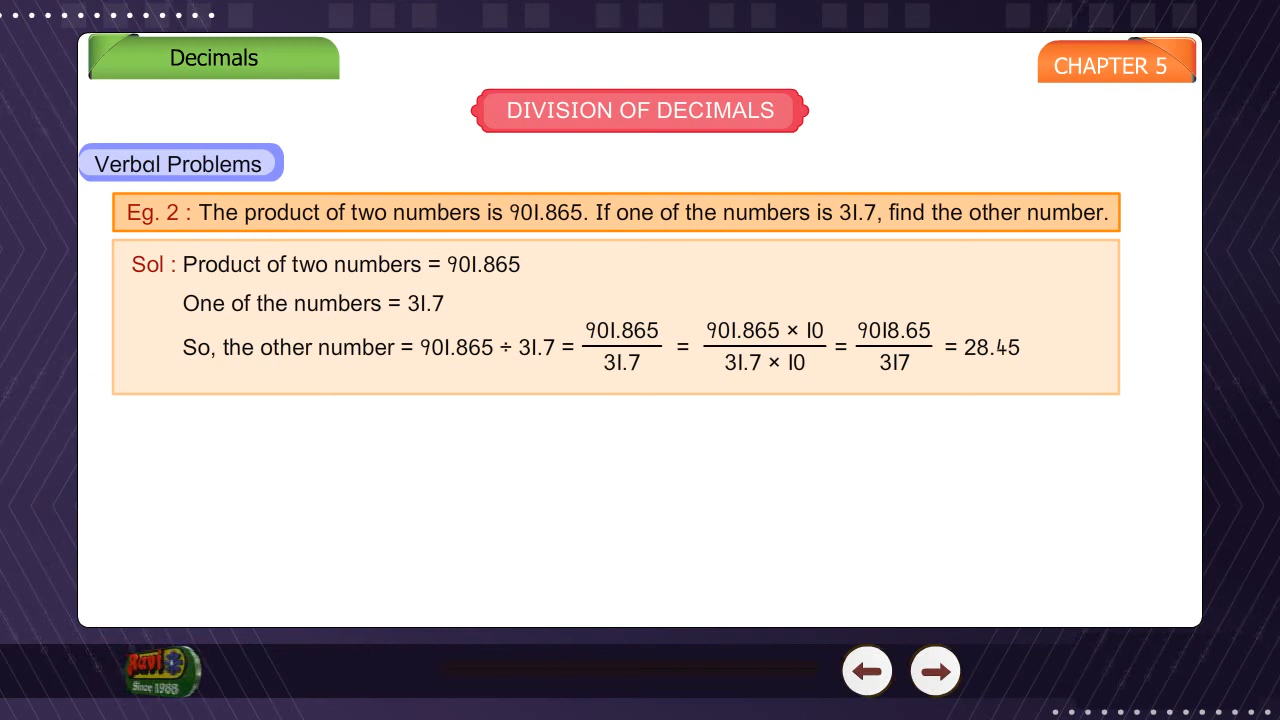 Decimals
CHAPTER 5
DIVISION OF DECIMALS
Verbal Problems
Eg. 2 : The product of two numbers is 901.865. If one of the numbers is 31.7, find the other number.
Sol : Product of two numbers = 901.865
One of the numbers = 31.7
So, the other number = 901.865 ÷ 31.7 = 901.865/31.7 = 901.865 × 10/31.7 × 10 = 9018.65/317 = 28.45
Ravi
Since 1988